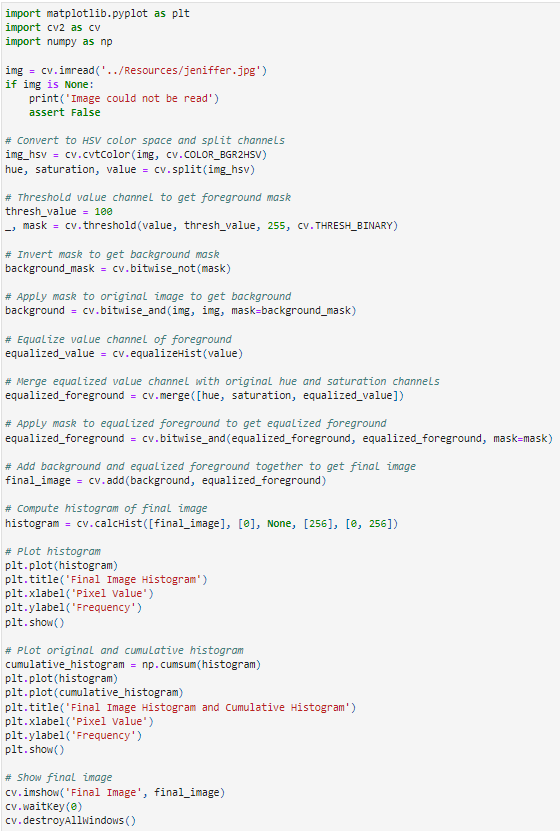 import matplotlib.pyplot as plt
import cv2 as cv
import numpy as np

img = cv.imread('../Resources/jeniffer.jpg')
if img is None:
    print('Image could not be read')
    assert False

# Convert to HSV color space and split channels
img_hsv = cv.cvtColor(img, cv.COLOR_BGR2HSV)
hue, saturation, value = cv.split(img_hsv)

# Threshold value channel to get foreground mask
thresh_value = 100
_, mask = cv.threshold(value, thresh_value, 255, cv.THRESH_BINARY)

# Invert mask to get background mask
background_mask = cv.bitwise_not(mask)

# Apply mask to original image to get background
background = cv.bitwise_and(img, img, mask=background_mask)

# Equalize value channel of foreground
equalized_value = cv.equalizeHist(value)

# Merge equalized value channel with original hue and saturation channels
equalized_foreground = cv.merge([hue, saturation, equalized_value])

# Apply mask to equalized foreground to get equalized foreground
equalized_foreground = cv.bitwise_and(equalized_foreground, equalized_foreground, mask=mask)

# Add background and equalized foreground together to get final image
final_image = cv.add(background, equalized_foreground)

# Compute histogram of final image
histogram = cv.calcHist([final_image], [0], None, [256], [0, 256])

# Plot histogram
plt.plot(histogram)
plt.title('Final Image Histogram')
plt.xlabel('Pixel Value')
plt.ylabel('Frequency')
plt.show()

# Plot original and cumulative histogram
cumulative_histogram = np.cumsum(histogram)
plt.plot(histogram)
plt.plot(cumulative_histogram)
plt.title('Final Image Histogram and Cumulative Histogram')
plt.xlabel('Pixel Value')
plt.ylabel('Frequency')
plt.show()

# Show final image
cv.imshow('Final Image', final_image)
cv.waitKey(0)
cv.destroyAllWindows()